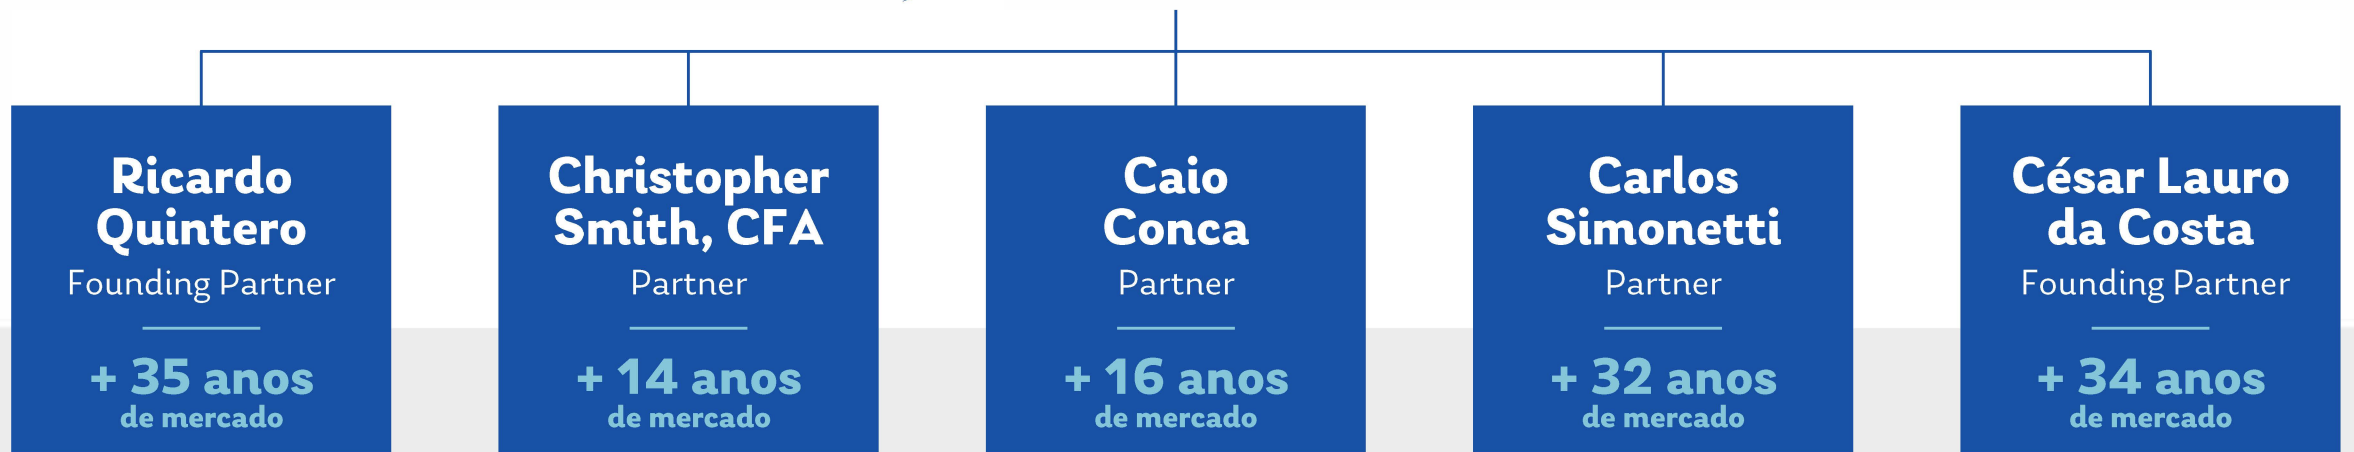 Ricardo
Quintero
Founding Partner
+ 35 anos
de mercado
Christopher
Smith, CFA
Partner
+ 14 anos
de mercado
Caio
Conca
Partner
+ 16 anos
de mercado
Carlos
Simonetti
Partner
+ 32 anos
de mercado
César Lauro
da Costa
Founding Partner
+ 34 anos
de mercado